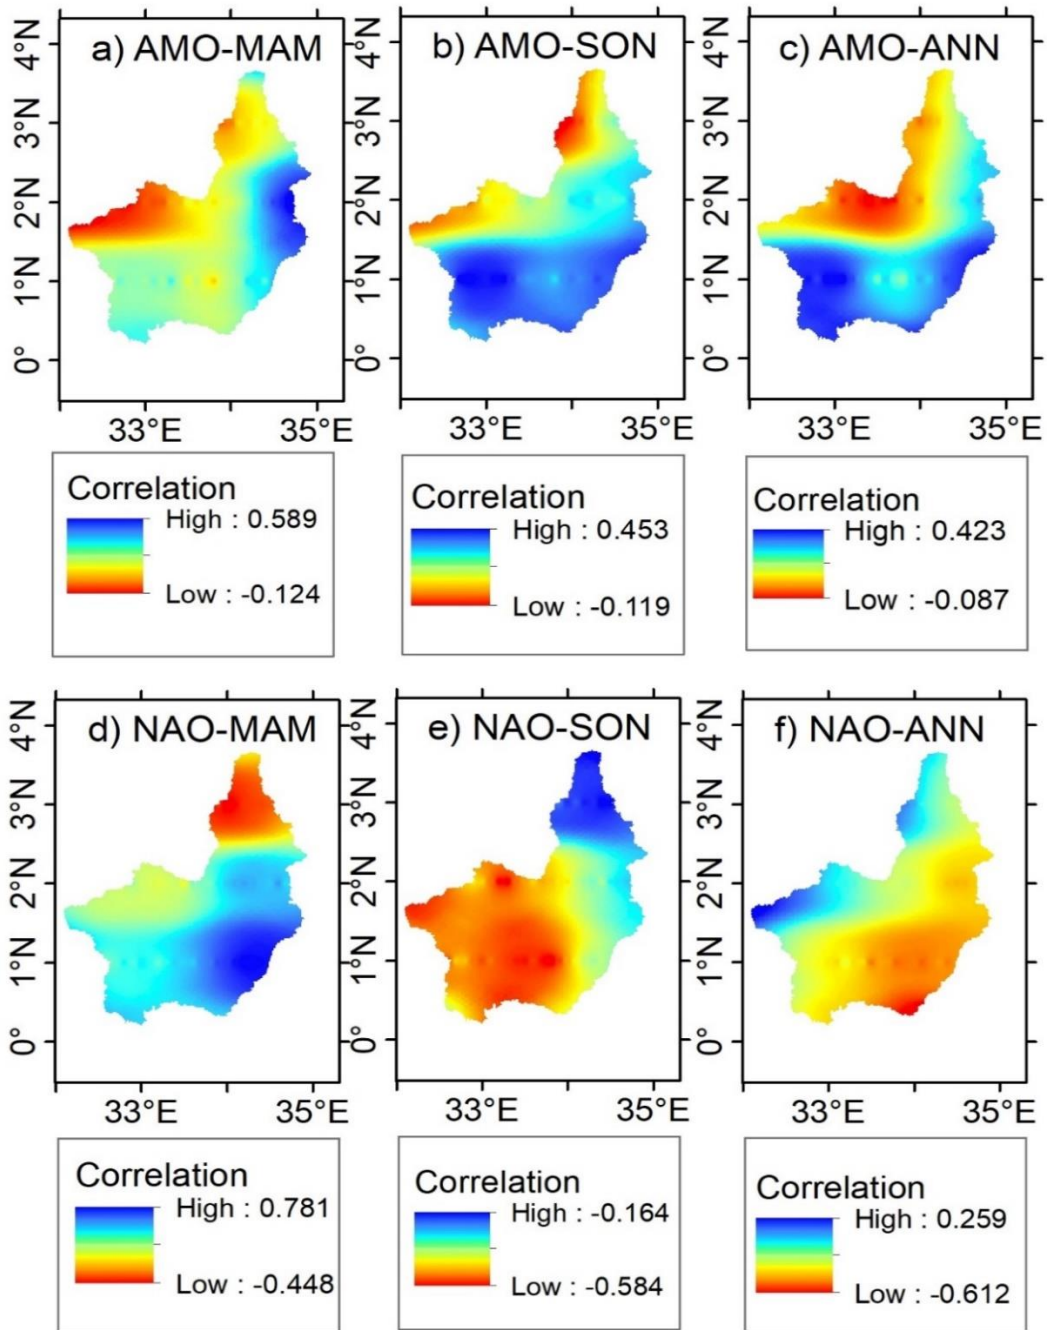 a) AMO-MAM
4°N
3°N
2°N
1°N
0°
33°E 35°E
b) AMO-SON
4°N
3°N
2°N
1°N
0°
33°E 35°E
c) AMO-ANN
4°N
3°N
2°N
1°N
0°
33°E 35°E
Correlation
High : 0.589
Low : -0.124
Correlation
High : 0.453
Low : -0.119
Correlation
High : 0.423
Low : -0.087
d) NAO-MAM
4°N
3°N
2°N
1°N
0°
33°E 35°E
e) NAO-SON
4°N
3°N
2°N
1°N
0°
33°E 35°E
f) NAO-ANN
4°N
3°N
2°N
1°N
0°
33°E 35°E
Correlation
High : 0.781
Low : -0.448
Correlation
High : -0.164
Low : -0.584
Correlation
High : 0.259
Low : -0.612